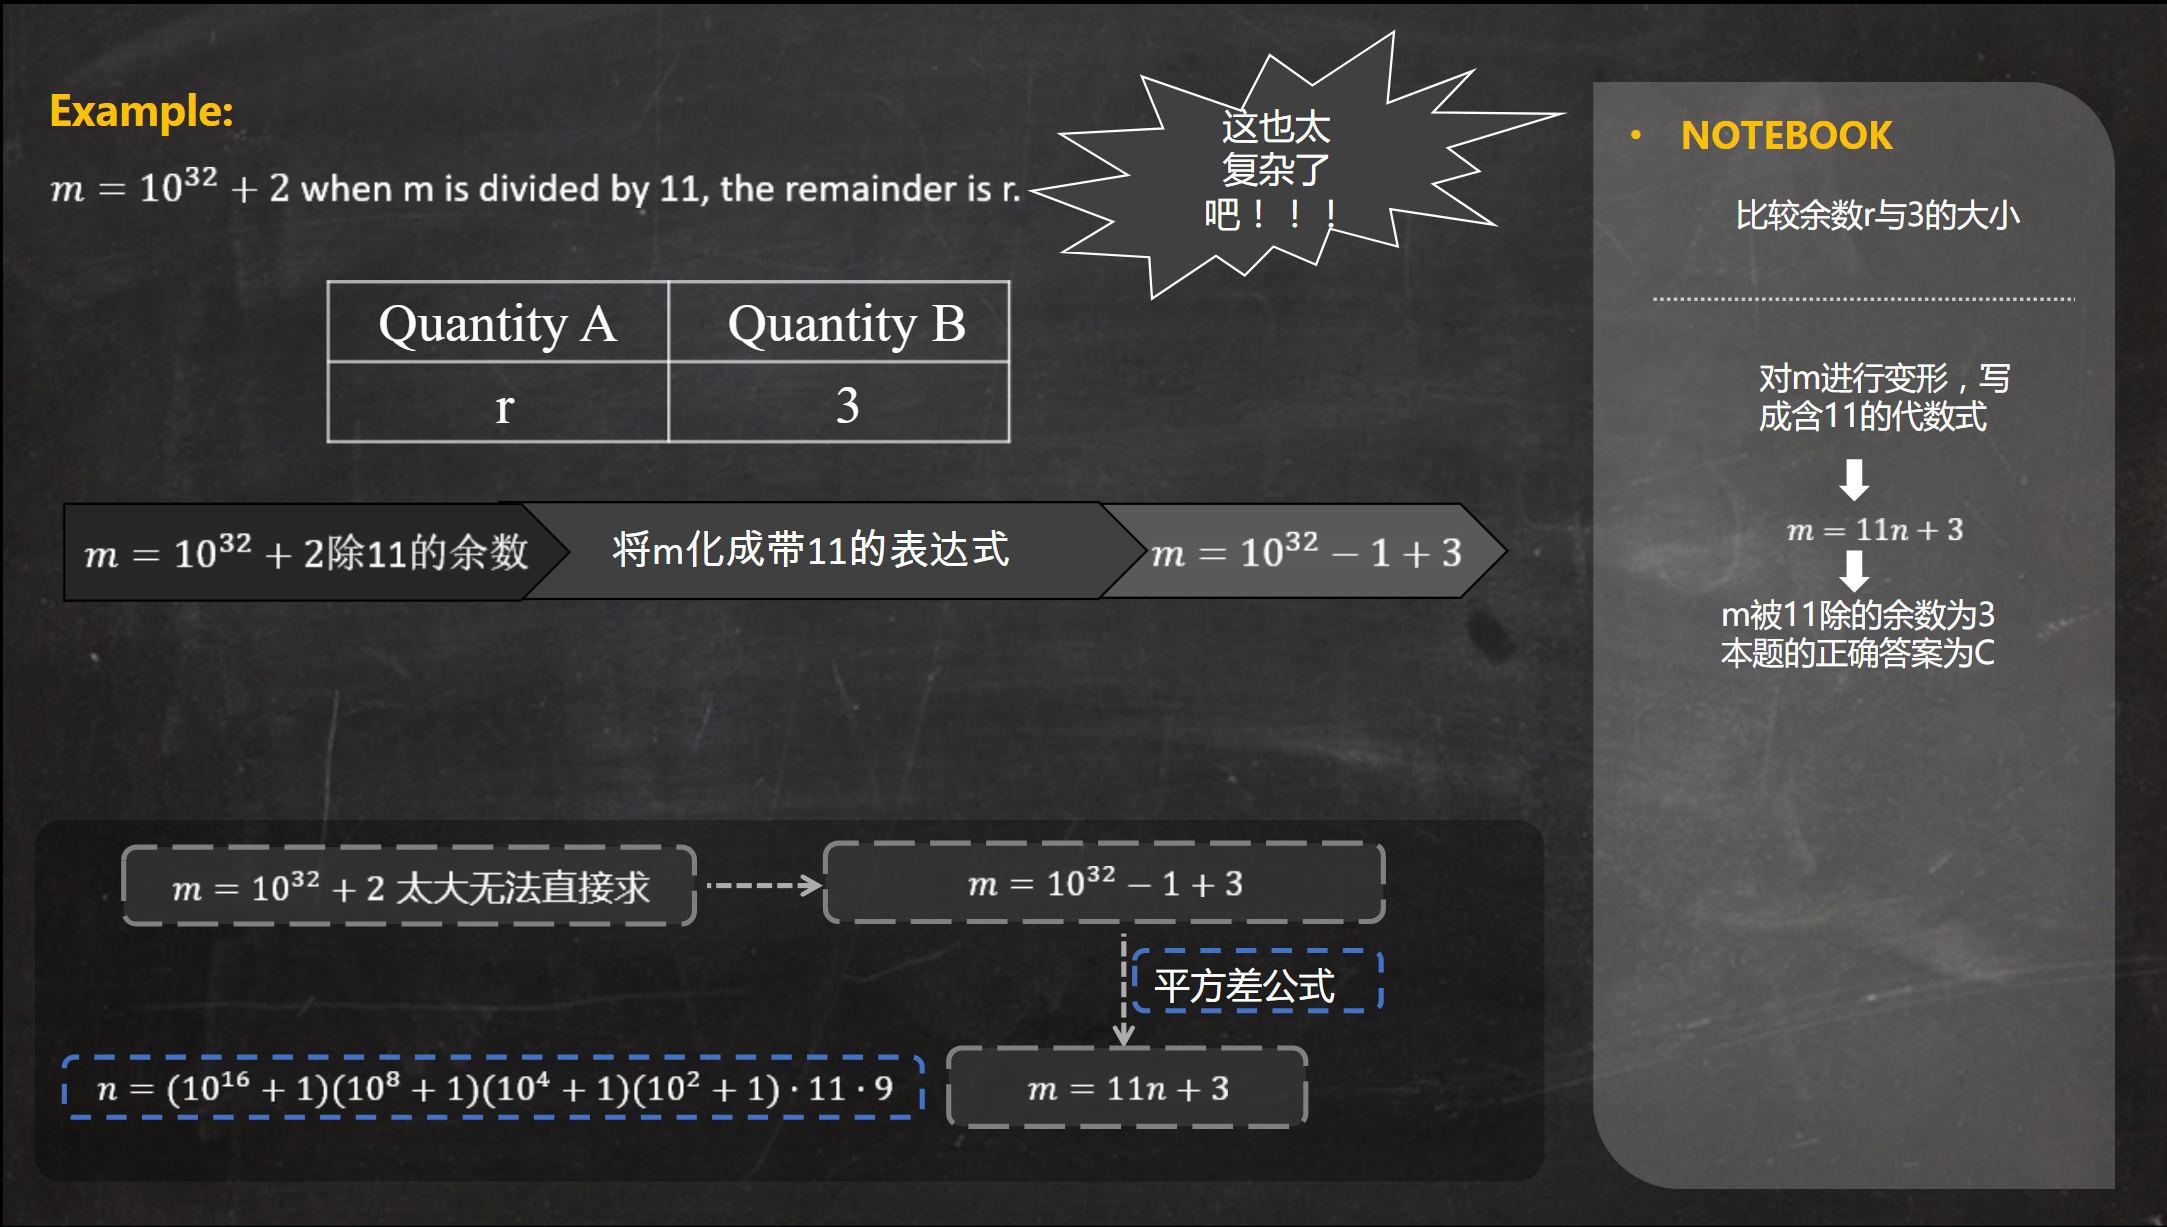 Example:
m = 10³² + 2 when m is divided by 11, the remainder is r.
这也太
复杂了
吧！！！
Quantity A
Quantity B
r
3
m = 10³² + 2除11的余数
将m化成带11的表达式
m = 10³² − 1 + 3
m = 10³² + 2 太大无法直接求
m = 10³² − 1 + 3
平方差公式
n = (10¹⁶ + 1)(10⁸ + 1)(10⁴ + 1)(10² + 1) · 11 · 9
m = 11n + 3
• NOTEBOOK
比较余数r与3的大小
对m进行变形，写
成含11的代数式
m = 11n + 3
m被11除的余数为3
本题的正确答案为C